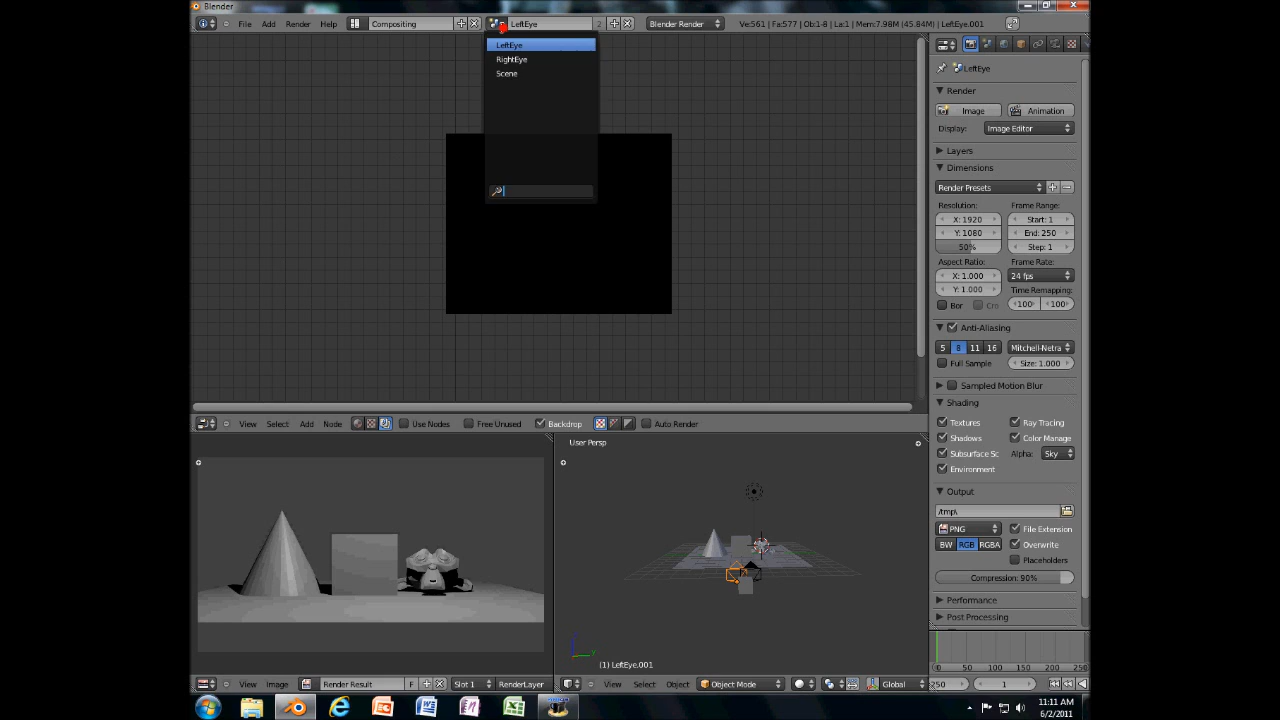 Blender
File Add Render Help Compositing LeftEye 2 Blender Render Ve:561 | Fa:577 | Ob:1-8 | La:1 | Mem:7.98M (45.84M) | LeftEye.001
LeftEye
RightEye
Scene
LeftEye
Render
Image Animation
Display: Image Editor
Layers
Dimensions
Render Presets
Resolution: Frame Range:
X: 1920 Start: 1
Y: 1080 End: 250
50% Step: 1
Aspect Ratio: Frame Rate:
X: 1.000 24 fps
Y: 1.000 Time Remapping:
Bor Cro 100 100
Anti-Aliasing
5 8 11 16 Mitchell-Netra
Full Sample Size: 1.000
Sampled Motion Blur
Shading
Textures Ray Tracing
Shadows Color Manage
Subsurface Sc Alpha: Sky
Environment
Output
/tmp\
PNG File Extension
BW RGB RGBA Overwrite
Placeholders
Compression: 90%
Performance
Post Processing
View Select Add Node Use Nodes Free Unused Backdrop Auto Render
User Persp
(1) LeftEye.001
0 50 100 150 200 250
View Image Render Result F Slot 1 RenderLayer
View Select Object Object Mode Global
250 1
11:11 AM
6/2/2011